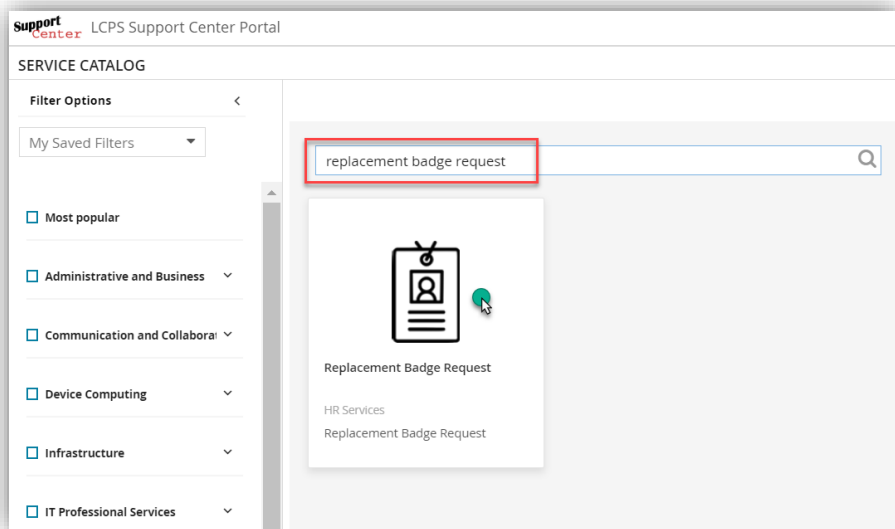 Support Center LCPS Support Center Portal
SERVICE CATALOG
Filter Options
My Saved Filters
replacement badge request
Most popular
Administrative and Business
Communication and Collaborat
Device Computing
Infrastructure
IT Professional Services
Replacement Badge Request
HR Services
Replacement Badge Request